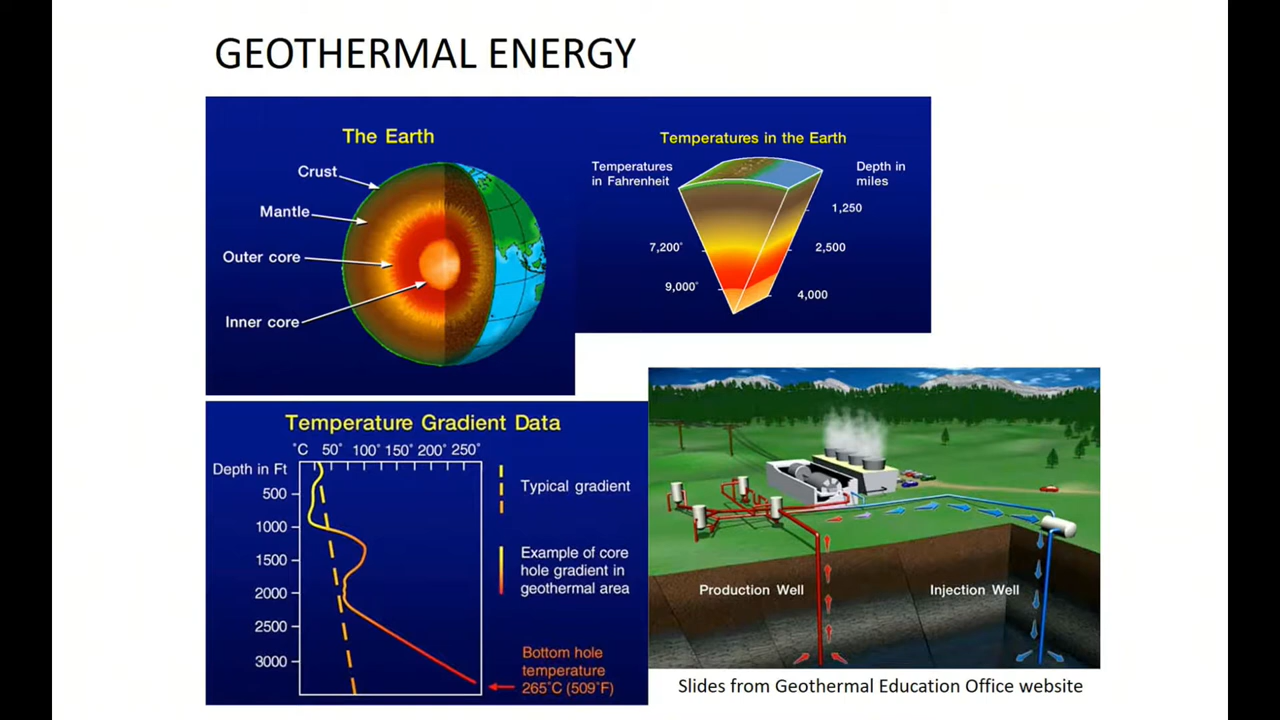 GEOTHERMAL ENERGY
The Earth
Crust
Mantle
Outer core
Inner core
Temperatures in the Earth
Temperatures
in Fahrenheit
Depth in
miles
1,250
7,200°
2,500
9,000°
4,000
Temperature Gradient Data
°C 50° 100° 150° 200° 250°
Depth in Ft
500
1000
1500
2000
2500
3000
Typical gradient
Example of core
hole gradient in
geothermal area
Bottom hole
temperature
265°C (509°F)
Production Well
Injection Well
Slides from Geothermal Education Office website